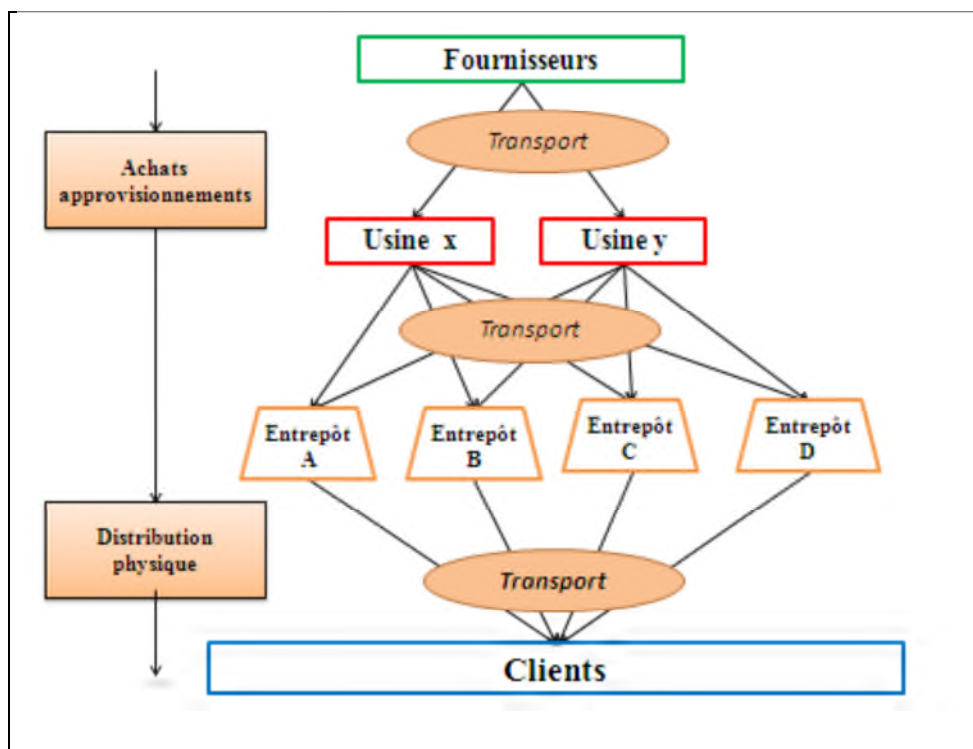 Fournisseurs
Transport
Achats
approvisionnements
Usine x
Usine y
Transport
Entrepôt
A
Entrepôt
B
Entrepôt
C
Entrepôt
D
Distribution
physique
Transport
Clients